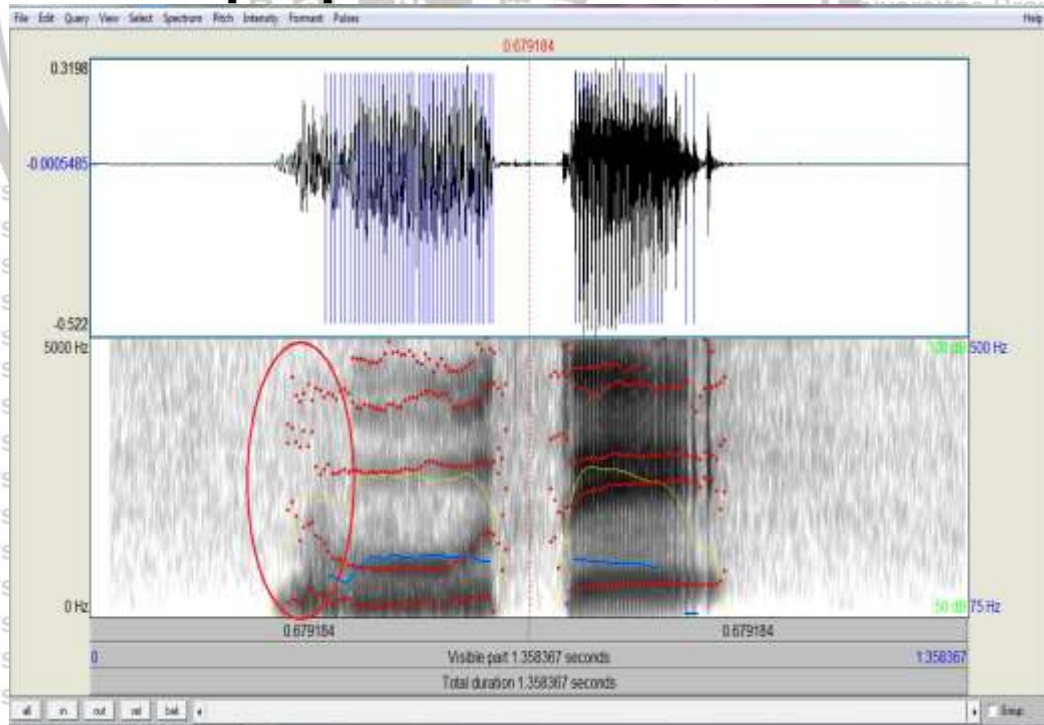 File Edit Query View Select Spectrum Pitch Intensity Formant Pulses Help
0.679184
0.3198
-0.0005485
-0.522
5000 Hz 100 dB 500 Hz
0 Hz 50 dB 75 Hz
0.679184 0.679184
0 Visible part 1.358367 seconds 1.358367
Total duration 1.358367 seconds
all in out sel bak Group